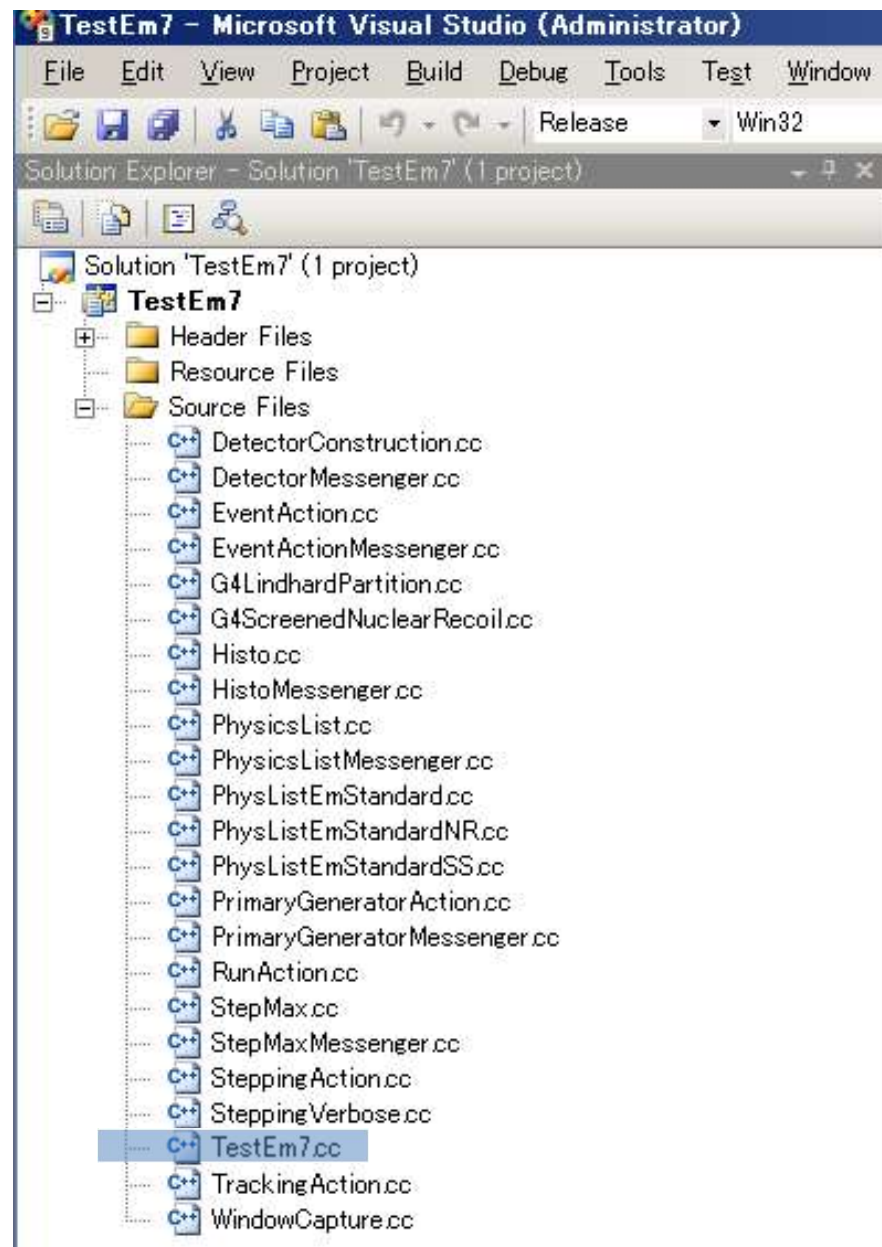 TestEm7 - Microsoft Visual Studio (Administrator)
File Edit View Project Build Debug Tools Test Window
Release Win32
Solution Explorer - Solution 'TestEm7' (1 project)
Solution 'TestEm7' (1 project)
TestEm7
Header Files
Resource Files
Source Files
DetectorConstruction.cc
DetectorMessenger.cc
EventAction.cc
EventActionMessenger.cc
G4LindhardPartition.cc
G4ScreenedNuclearRecoil.cc
Histo.cc
HistoMessenger.cc
PhysicsList.cc
PhysicsListMessenger.cc
PhysListEmStandard.cc
PhysListEmStandardNR.cc
PhysListEmStandardSS.cc
PrimaryGeneratorAction.cc
PrimaryGeneratorMessenger.cc
RunAction.cc
StepMax.cc
StepMaxMessenger.cc
SteppingAction.cc
SteppingVerbose.cc
TestEm7.cc
TrackingAction.cc
WindowCapture.cc